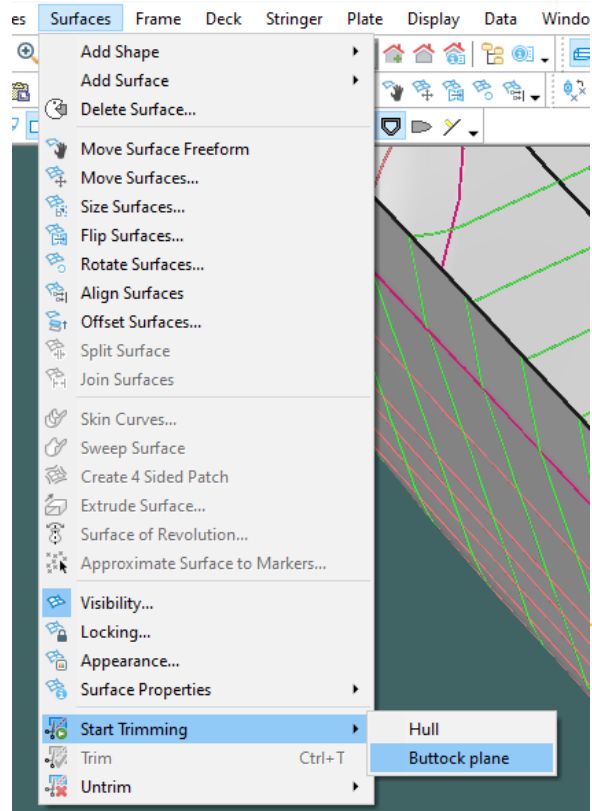 es Surfaces Frame Deck Stringer Plate Display Data Windo
Add Shape
Add Surface
Delete Surface...
Move Surface Freeform
Move Surfaces...
Size Surfaces...
Flip Surfaces...
Rotate Surfaces...
Align Surfaces
Offset Surfaces...
Split Surface
Join Surfaces
Skin Curves...
Sweep Surface
Create 4 Sided Patch
Extrude Surface...
Surface of Revolution...
Approximate Surface to Markers...
Visibility...
Locking...
Appearance...
Surface Properties
Start Trimming Hull
Trim Ctrl+T Buttock plane
Untrim